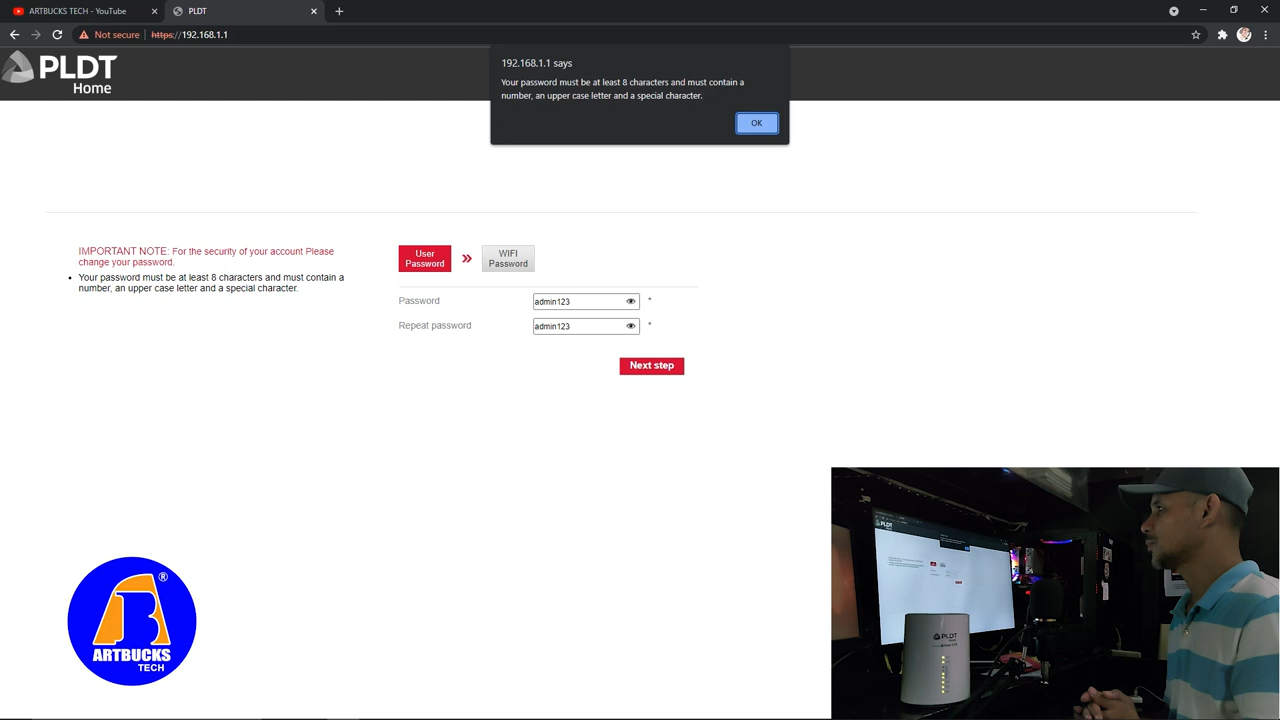 ARTBUCKS TECH - YouTube
PLDT
Not secure
https://192.168.1.1
PLDT
Home
192.168.1.1 says
Your password must be at least 8 characters and must contain a
number, an upper case letter and a special character.
OK
IMPORTANT NOTE: For the security of your account Please
change your password.
Your password must be at least 8 characters and must contain a
number, an upper case letter and a special character.
User
Password
»
WIFI
Password
Password
admin123
*
Repeat password
admin123
*
Next step
®
ARTBUCKS
TECH
PLDT
PLDT
Home